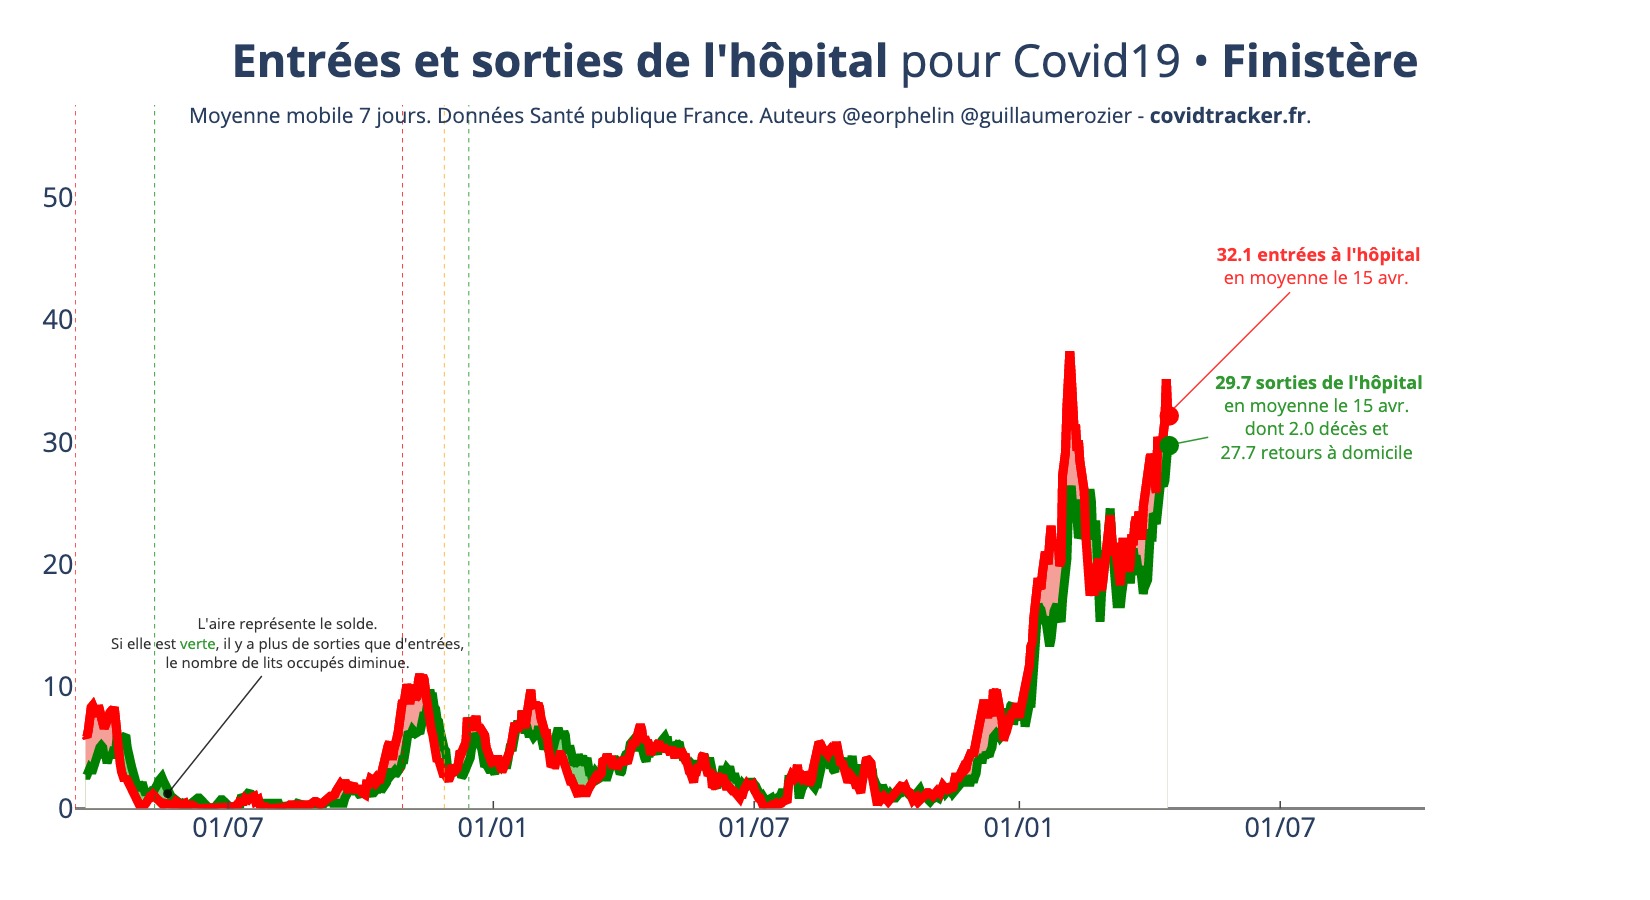 Entrées et sorties de l'hôpital pour Covid19 • Finistère
Moyenne mobile 7 jours. Données Santé publique France. Auteurs @eorphelin @guillaumerozier - covidtracker.fr.
50
40
30
20
10
0
32.1 entrées à l'hôpital
en moyenne le 15 avr.
29.7 sorties de l'hôpital
en moyenne le 15 avr.
dont 2.0 décès et
27.7 retours à domicile
L'aire représente le solde.
Si elle est verte, il y a plus de sorties que d'entrées,
le nombre de lits occupés diminue.
01/07
01/01
01/07
01/01
01/07